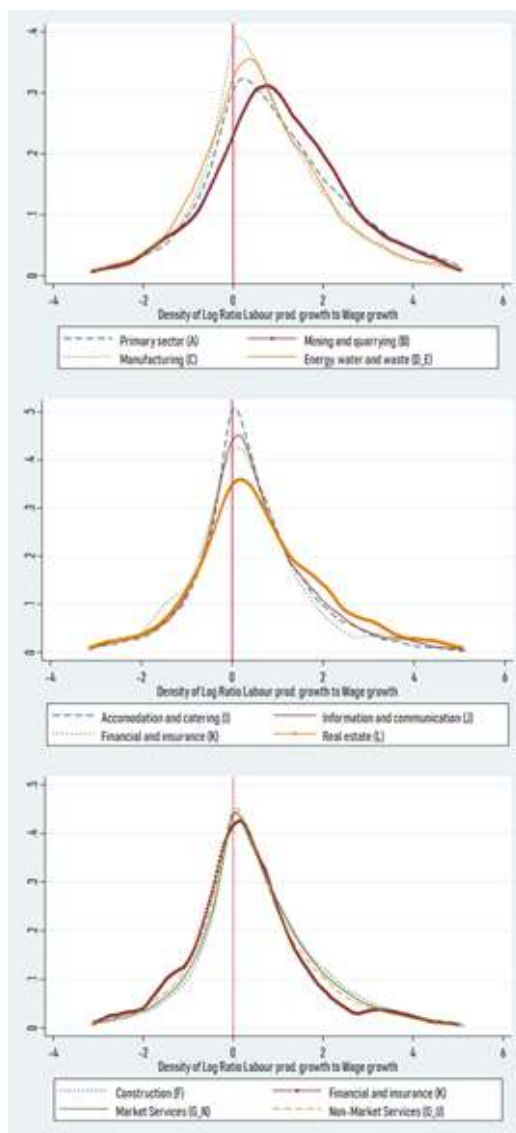 .4
.3
.2
.1
0
-4 -2 0 2 4 6
Density of Log Ratio Labour prod. growth to Wage growth
Primary sector (A) Mining and quarrying (B)
Manufacturing (C) Energy water and waste (D_E)
.5
.4
.3
.2
.1
0
-4 -2 0 2 4 6
Density of Log Ratio Labour prod. growth to Wage growth
Accomodation and catering (I) Information and communication (J)
Financial and insurance (K) Real estate (L)
.5
.4
.3
.2
.1
0
-4 -2 0 2 4 6
Density of Log Ratio Labour prod. growth to Wage growth
Construction (F) Financial and insurance (K)
Market Services (G_N) Non-Market Services (O_U)